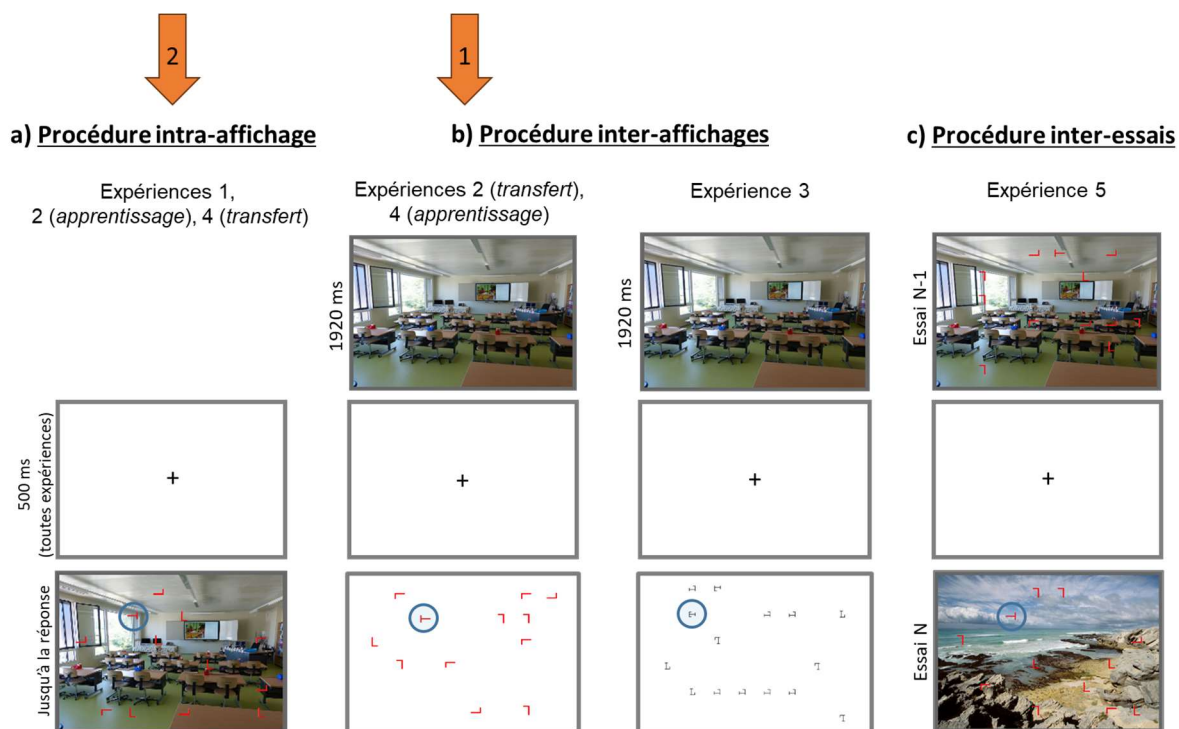 2
1
a) Procédure intra-affichage
b) Procédure inter-affichages
c) Procédure inter-essais
Expériences 1,
2 (apprentissage), 4 (transfert)
Expériences 2 (transfert),
4 (apprentissage)
Expérience 3
Expérience 5
1920 ms
1920 ms
Essai N-1
500 ms
(toutes expériences)
+
+
+
+
Jusqu'à la réponse
Essai N